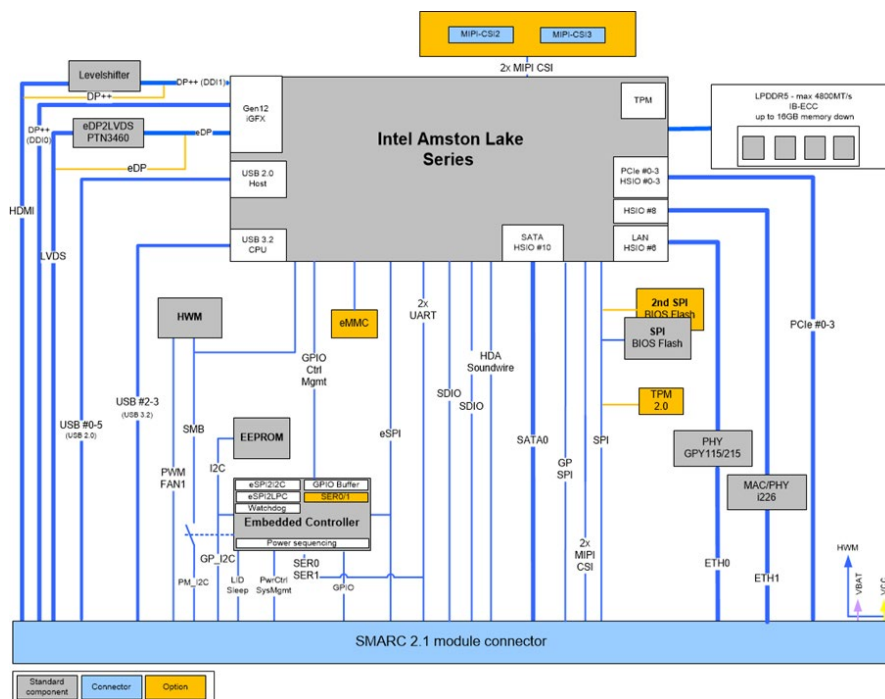 MIPI-CSI2
MIPI-CSI3
2x MIPI CSI
Levelshifter
DP++ (DDI1)
DP++
DP++
(DDI0)
eDP2LVDS
PTN3460
eDP
eDP
HDMI
LVDS
Gen12
iGFX
USB 2.0
Host
USB 3.2
CPU
Intel Amston Lake
Series
TPM
PCIe #0-3
HSIO #0-3
HSIO #8
LAN
HSIO #6
SATA
HSIO #10
LPDDR5 - max 4800MT/s
IB-ECC
up to 16GB memory down
HWM
eMMC
2x
UART
2nd SPI
BIOS Flash
SPI
BIOS Flash
TPM
2.0
PCIe #0-3
GPIO
Ctrl
Mgmt
HDA
Soundwire
SDIO
SDIO
USB #2-3
(USB 3.2)
USB #0-5
(USB 2.0)
SMB
EEPROM
eSPI
SATA0
SPI
PHY
GPY115/215
I2C
PWM
FAN1
GP
SPI
MAC/PHY
i226
eSPI2I2C
GPIO Buffer
eSPI2LPC
SER0/1
Watchdog
Embedded Controller
Power sequencing
GP_I2C
SER0
SER1
2x
MIPI
CSI
ETH0
ETH1
PM_I2C
LID
Sleep
PwrCtrl
SysMgmt
GPIO
HWM
VBAT
VCC
SMARC 2.1 module connector
Standard
component
Connector
Option